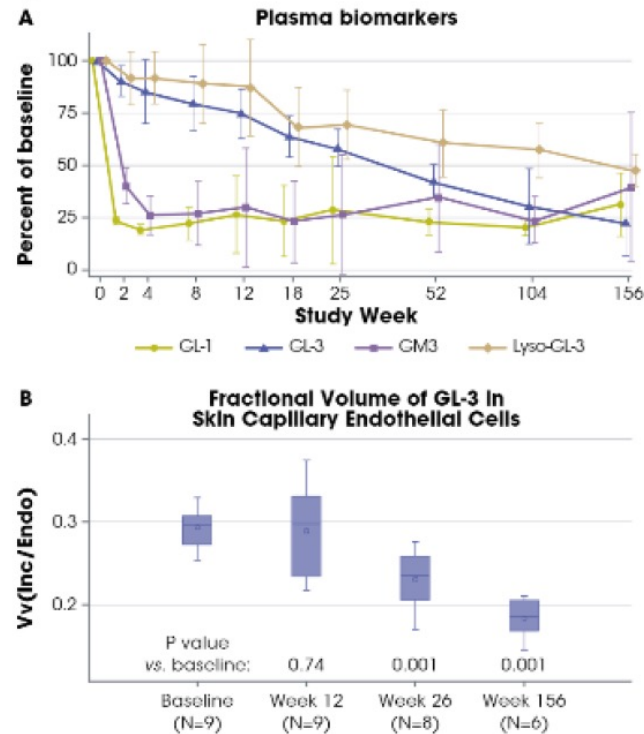 A
Plasma biomarkers
Percent of baseline
100
75
50
25
0
0 2 4 8 12 18 25 52 104 156
Study Week
GL-1 GL-3 GM3 Lyso-GL-3
B
Fractional Volume of GL-3 in
Skin Capillary Endothelial Cells
Vv(Inc/Endo)
0.4
0.3
0.2
P value
vs. baseline: 0.74 0.001 0.001
Baseline Week 12 Week 26 Week 156
(N=9) (N=9) (N=8) (N=6)